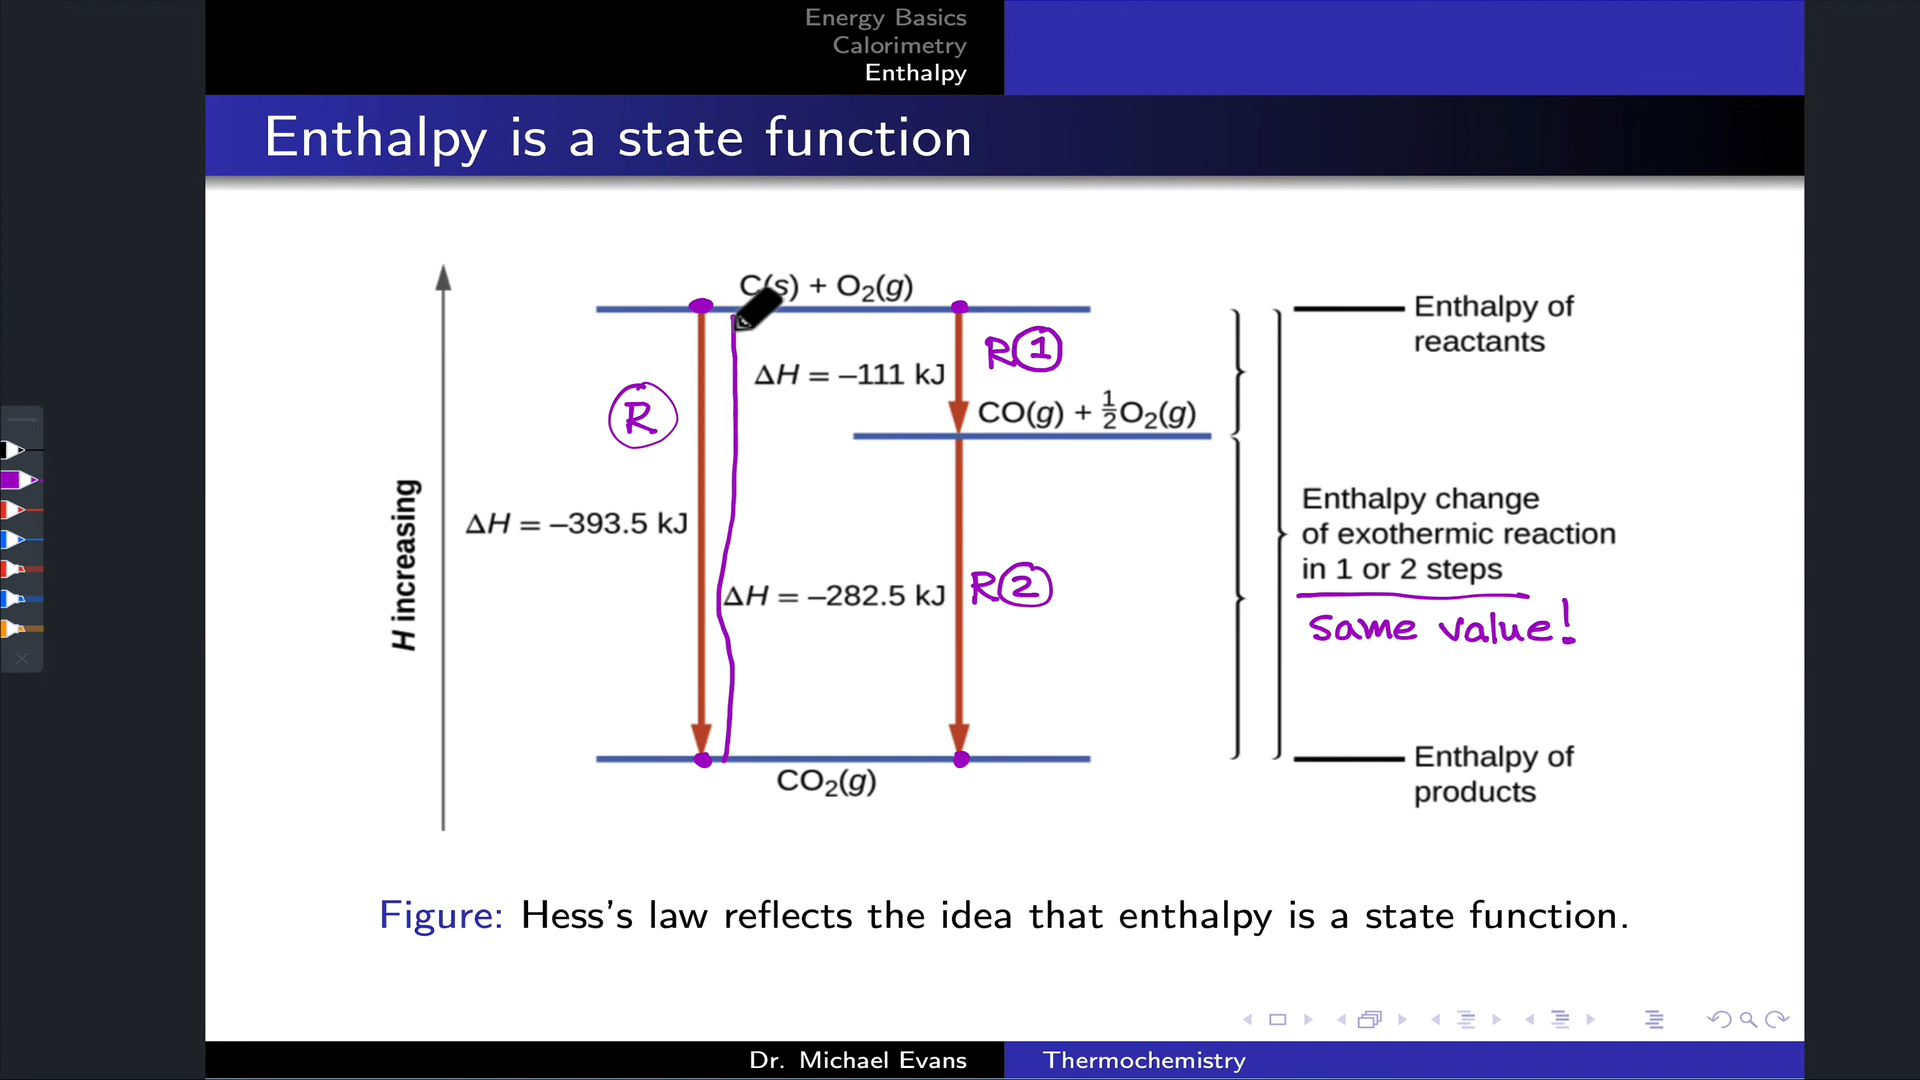 Energy Basics
Calorimetry
Enthalpy
Enthalpy is a state function
C(s) + O₂(g)
Enthalpy of
reactants
R①
ΔH = –111 kJ
CO(g) + ½O₂(g)
R
H increasing
ΔH = –393.5 kJ
Enthalpy change
of exothermic reaction
in 1 or 2 steps
same value!
ΔH = –282.5 kJ
R②
CO₂(g)
Enthalpy of
products
Figure: Hess's law reflects the idea that enthalpy is a state function.
Dr. Michael Evans
Thermochemistry